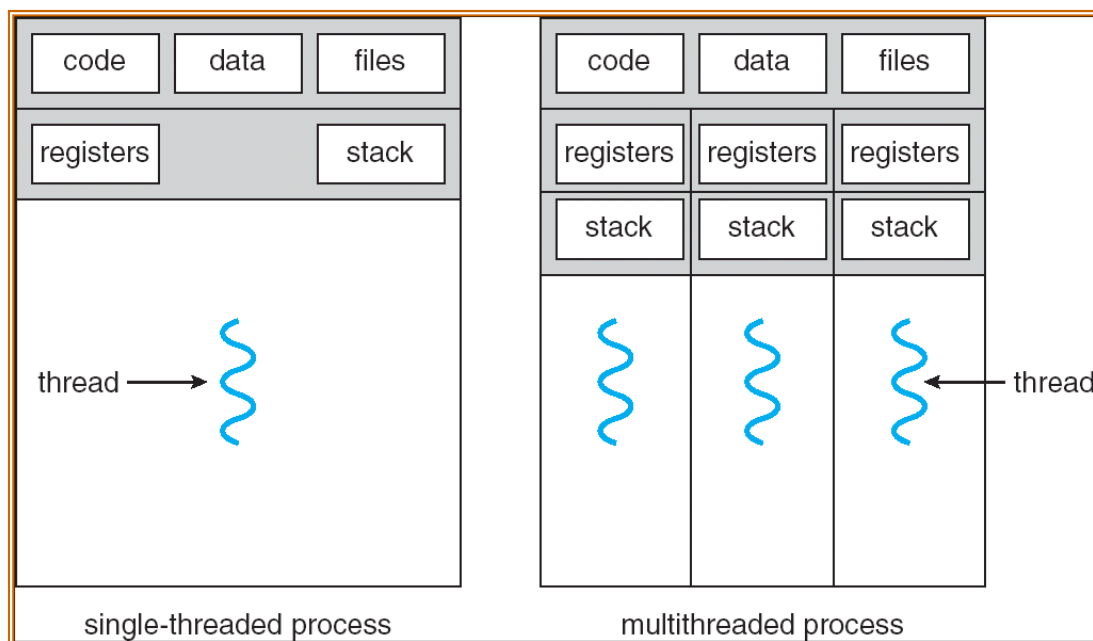 code data files
registers stack
thread
single-threaded process
code data files
registers registers registers
stack stack stack
thread
multithreaded process